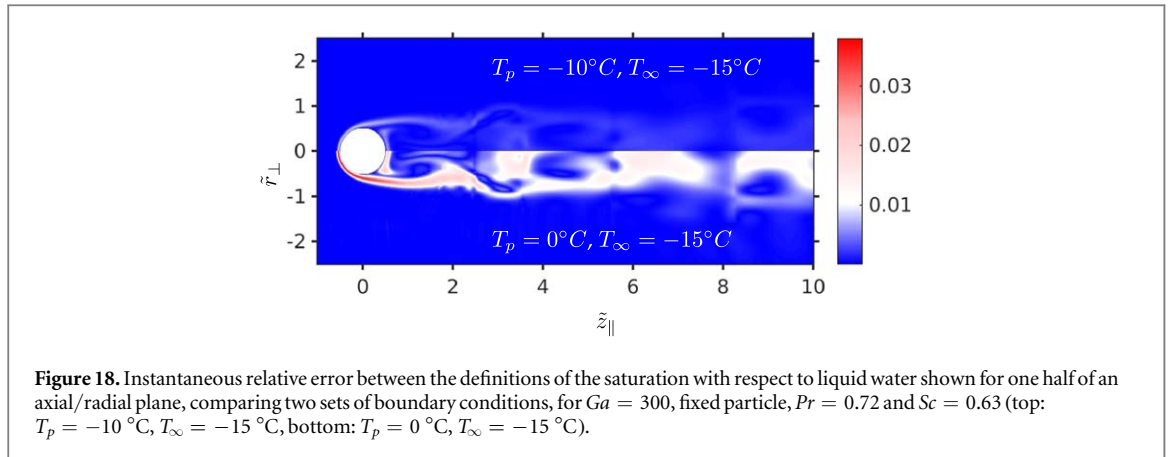 2
1
0
-1
-2
r̃⊥
T_p = −10°C, T_∞ = −15°C
T_p = 0°C, T_∞ = −15°C
0 2 4 6 8 10
z̃∥
0.03
0.02
0.01
Figure 18. Instantaneous relative error between the definitions of the saturation with respect to liquid water shown for one half of an
axial/radial plane, comparing two sets of boundary conditions, for Ga = 300, fixed particle, Pr = 0.72 and Sc = 0.63 (top:
T_p = −10 °C, T_∞ = −15 °C, bottom: T_p = 0 °C, T_∞ = −15 °C).